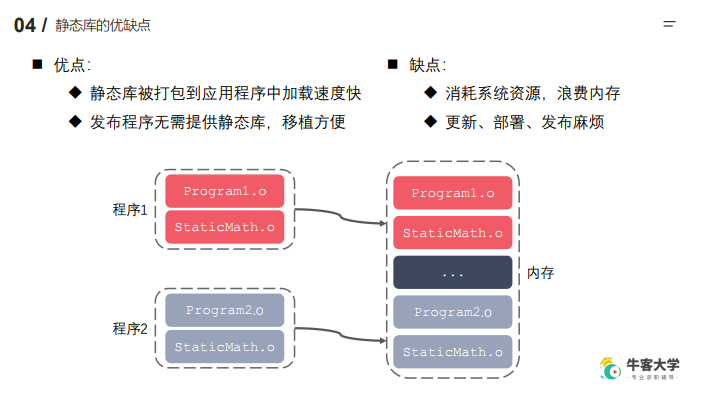 04 / 静态库的优缺点
优点：
静态库被打包到应用程序中加载速度快
发布程序无需提供静态库，移植方便
缺点：
消耗系统资源，浪费内存
更新、部署、发布麻烦
程序1
Program1.o
StaticMath.o
程序2
Program2.o
StaticMath.o
Program1.o
StaticMath.o
...
Program2.o
StaticMath.o
内存
牛客大学
-专业求职辅导-